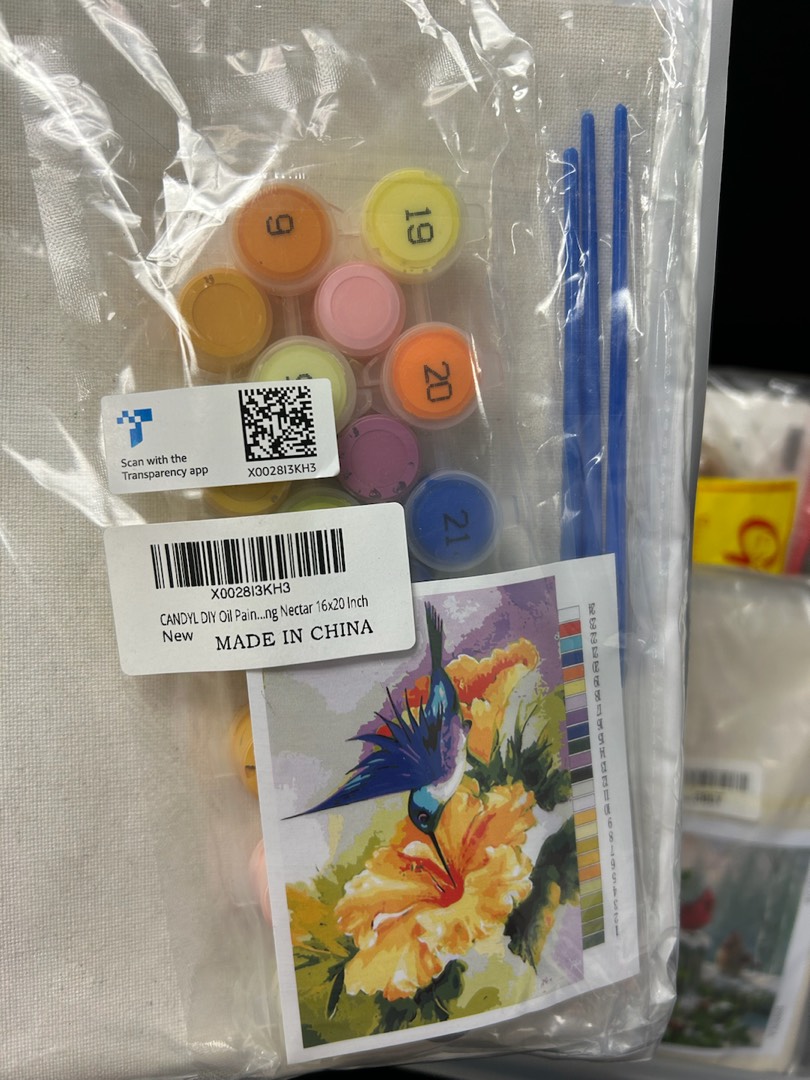 9
19
20
21
Scan with the
Transparency app
X0028I3KH3
X0028I3KH3
CANDYL DIY Oil Pain...ng Nectar 16x20 Inch
New
MADE IN CHINA